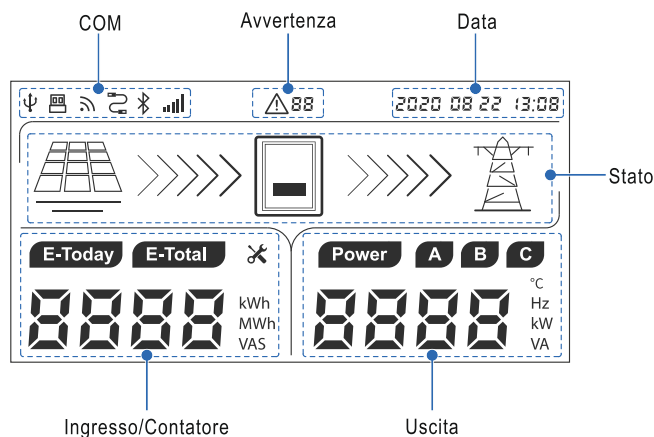 COM Avvertenza Data
88 2020 08 22 13:08
Stato
E-Today E-Total Power A B C
8888 kWh MWh VAS 8888 °C Hz kW VA
Ingresso/Contatore Uscita